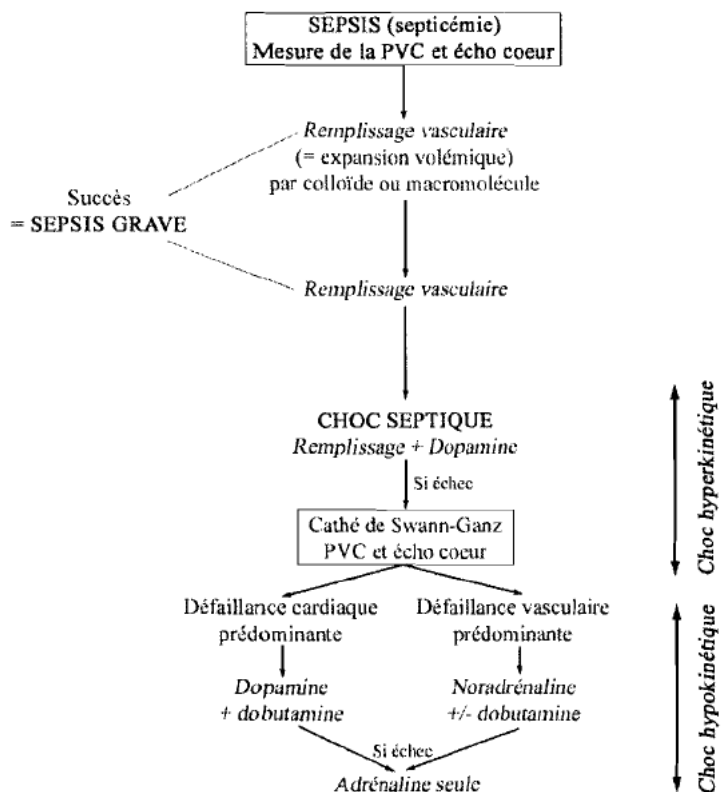 SEPSIS (septicémie)
Mesure de la PVC et écho coeur
Remplissage vasculaire
(= expansion volémique)
par colloïde ou macromolécule
Succès
= SEPSIS GRAVE
Remplissage vasculaire
CHOC SEPTIQUE
Remplissage + Dopamine
Si échec
Cathé de Swann-Ganz
PVC et écho coeur
Choc hyperkinétique
Défaillance cardiaque
prédominante
Défaillance vasculaire
prédominante
Dopamine
+ dobutamine
Noradrénaline
+/- dobutamine
Si échec
Adrénaline seule
Choc hypokinétique